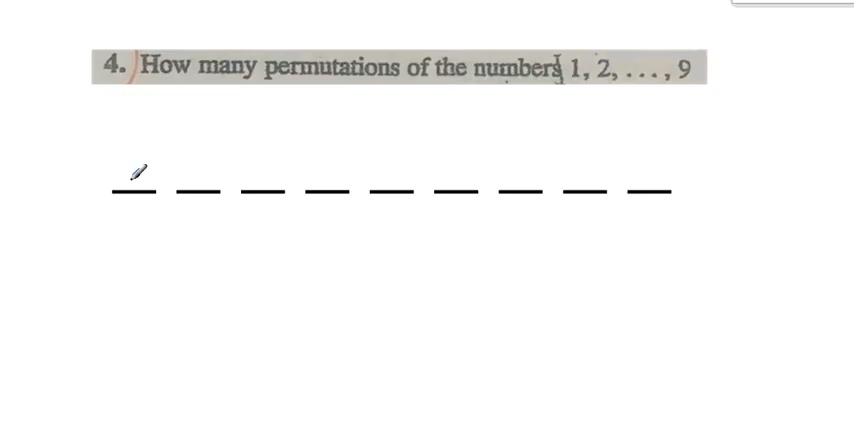 4. How many permutations of the numbers 1, 2, ..., 9